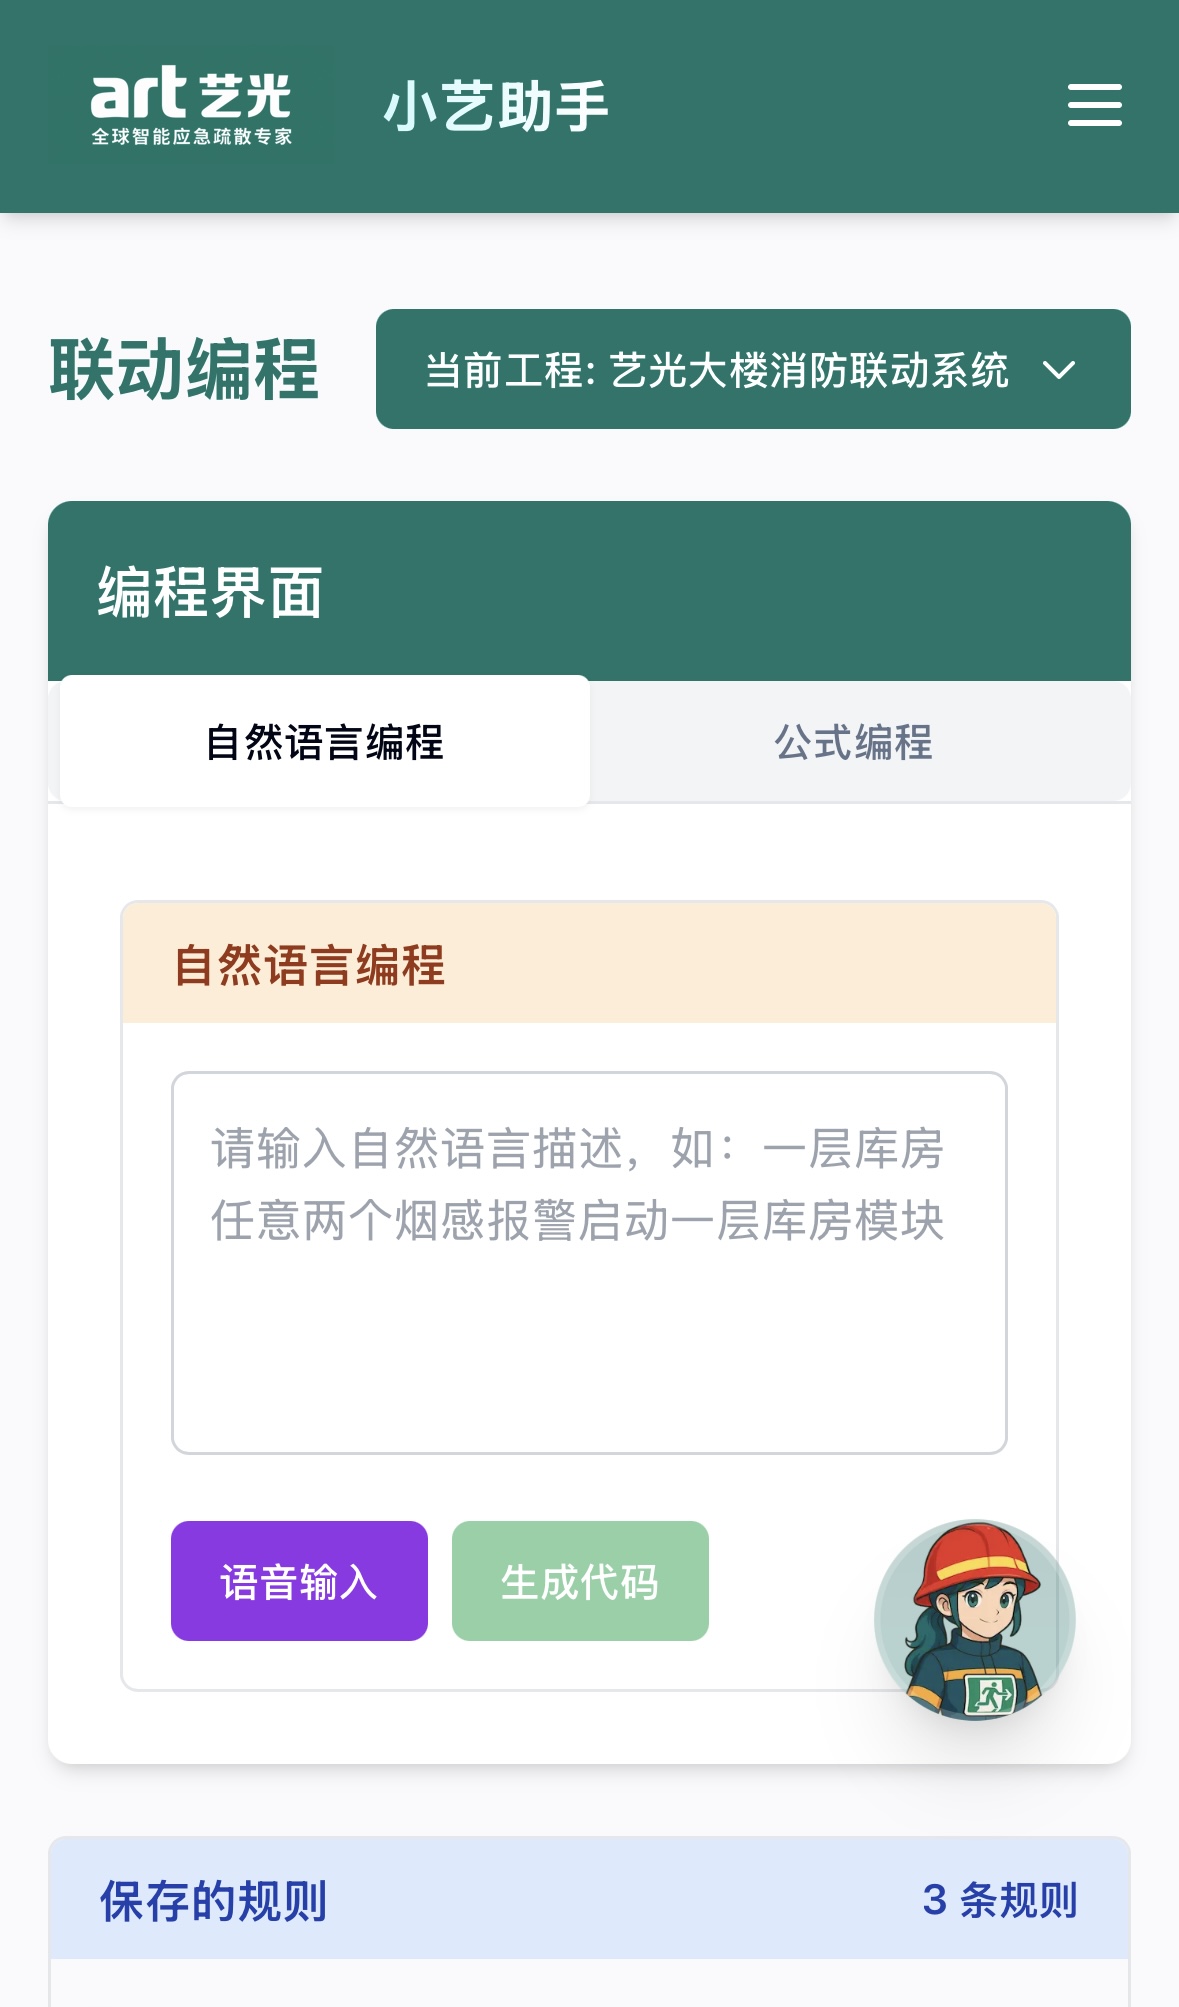 art 艺光
全球智能应急疏散专家
小艺助手
联动编程
当前工程: 艺光大楼消防联动系统
编程界面
自然语言编程
公式编程
自然语言编程
请输入自然语言描述，如：一层库房
任意两个烟感报警启动一层库房模块
语音输入
生成代码
保存的规则
3 条规则